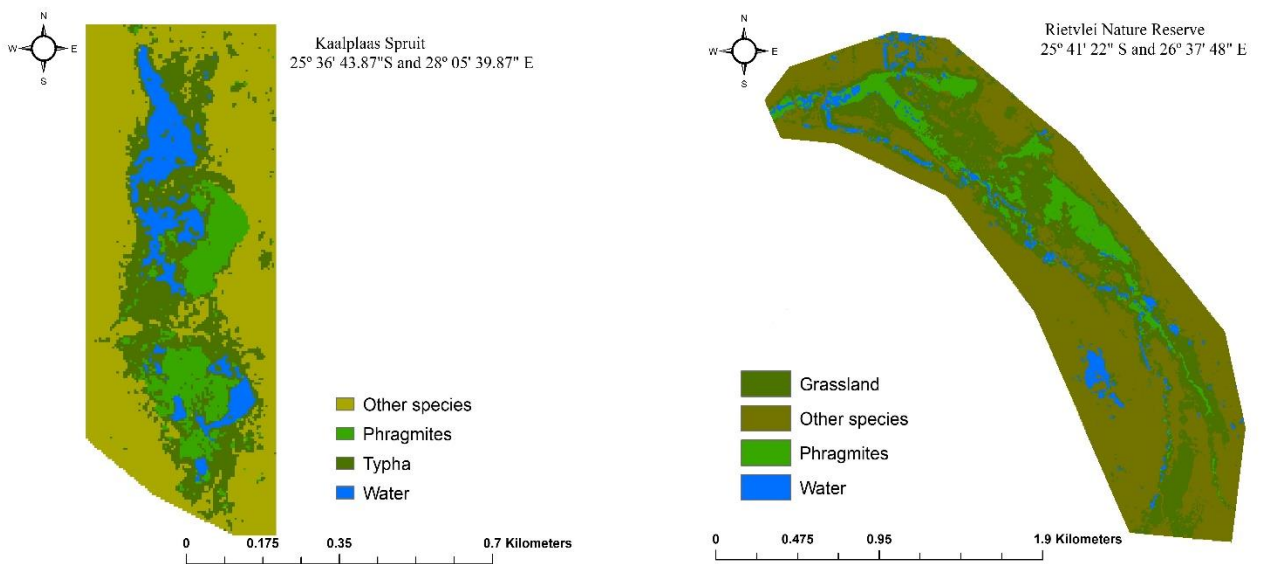 N
W E
S
Kaalplaas Spruit
25º 36' 43.87"S and 28º 05' 39.87" E
Other species
Phragmites
Typha
Water
0 0.175 0.35 0.7 Kilometers
N
W E
S
Rietvlei Nature Reserve
25º 41' 22" S and 26º 37' 48" E
Grassland
Other species
Phragmites
Water
0 0.475 0.95 1.9 Kilometers